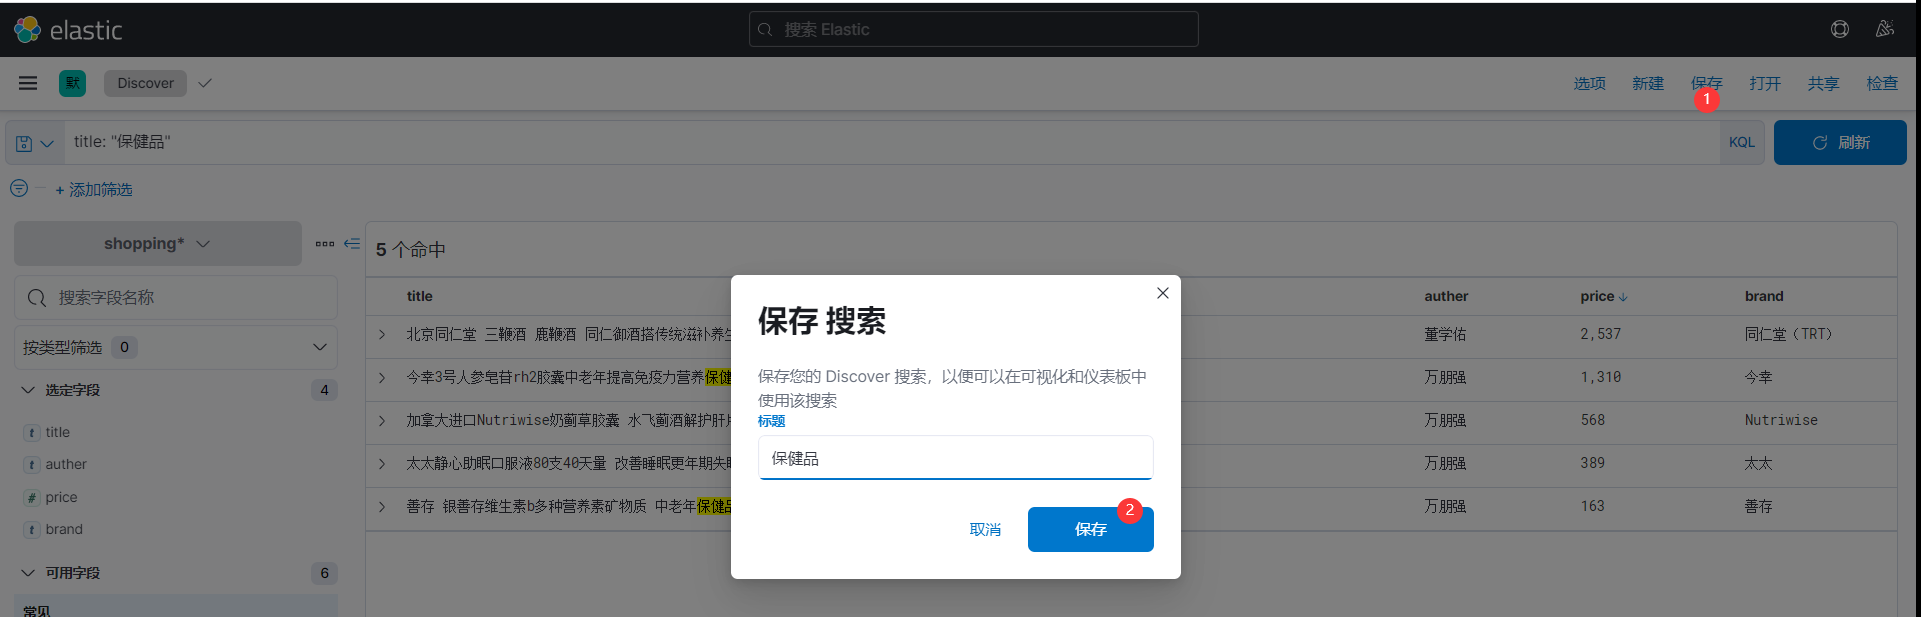 elastic
搜索 Elastic
默 Discover 选项 新建 保存 打开 共享 检查
1
title: "保健品" KQL 刷新
+ 添加筛选
shopping*
5 个命中
搜索字段名称
title auther price brand
按类型筛选 0
北京同仁堂 三鞭酒 鹿鞭酒 同仁御酒搭传统滋补养生 董学佑 2,537 同仁堂（TRT）
今幸3号人参皂苷rh2胶囊中老年提高免疫力营养保健 万朋强 1,310 今幸
加拿大进口Nutriwise奶蓟草胶囊 水飞蓟酒解护肝片 万朋强 568 Nutriwise
太太静心助眠口服液80支40天量 改善睡眠更年期失眠 万朋强 389 太太
善存 银善存维生素b多种营养素矿物质 中老年保健品 万朋强 163 善存
选定字段 4
t title
t auther
# price
t brand
可用字段 6
常见
保存 搜索
保存您的 Discover 搜索，以便可以在可视化和仪表板中
使用该搜索
标题
保健品
取消 保存 2